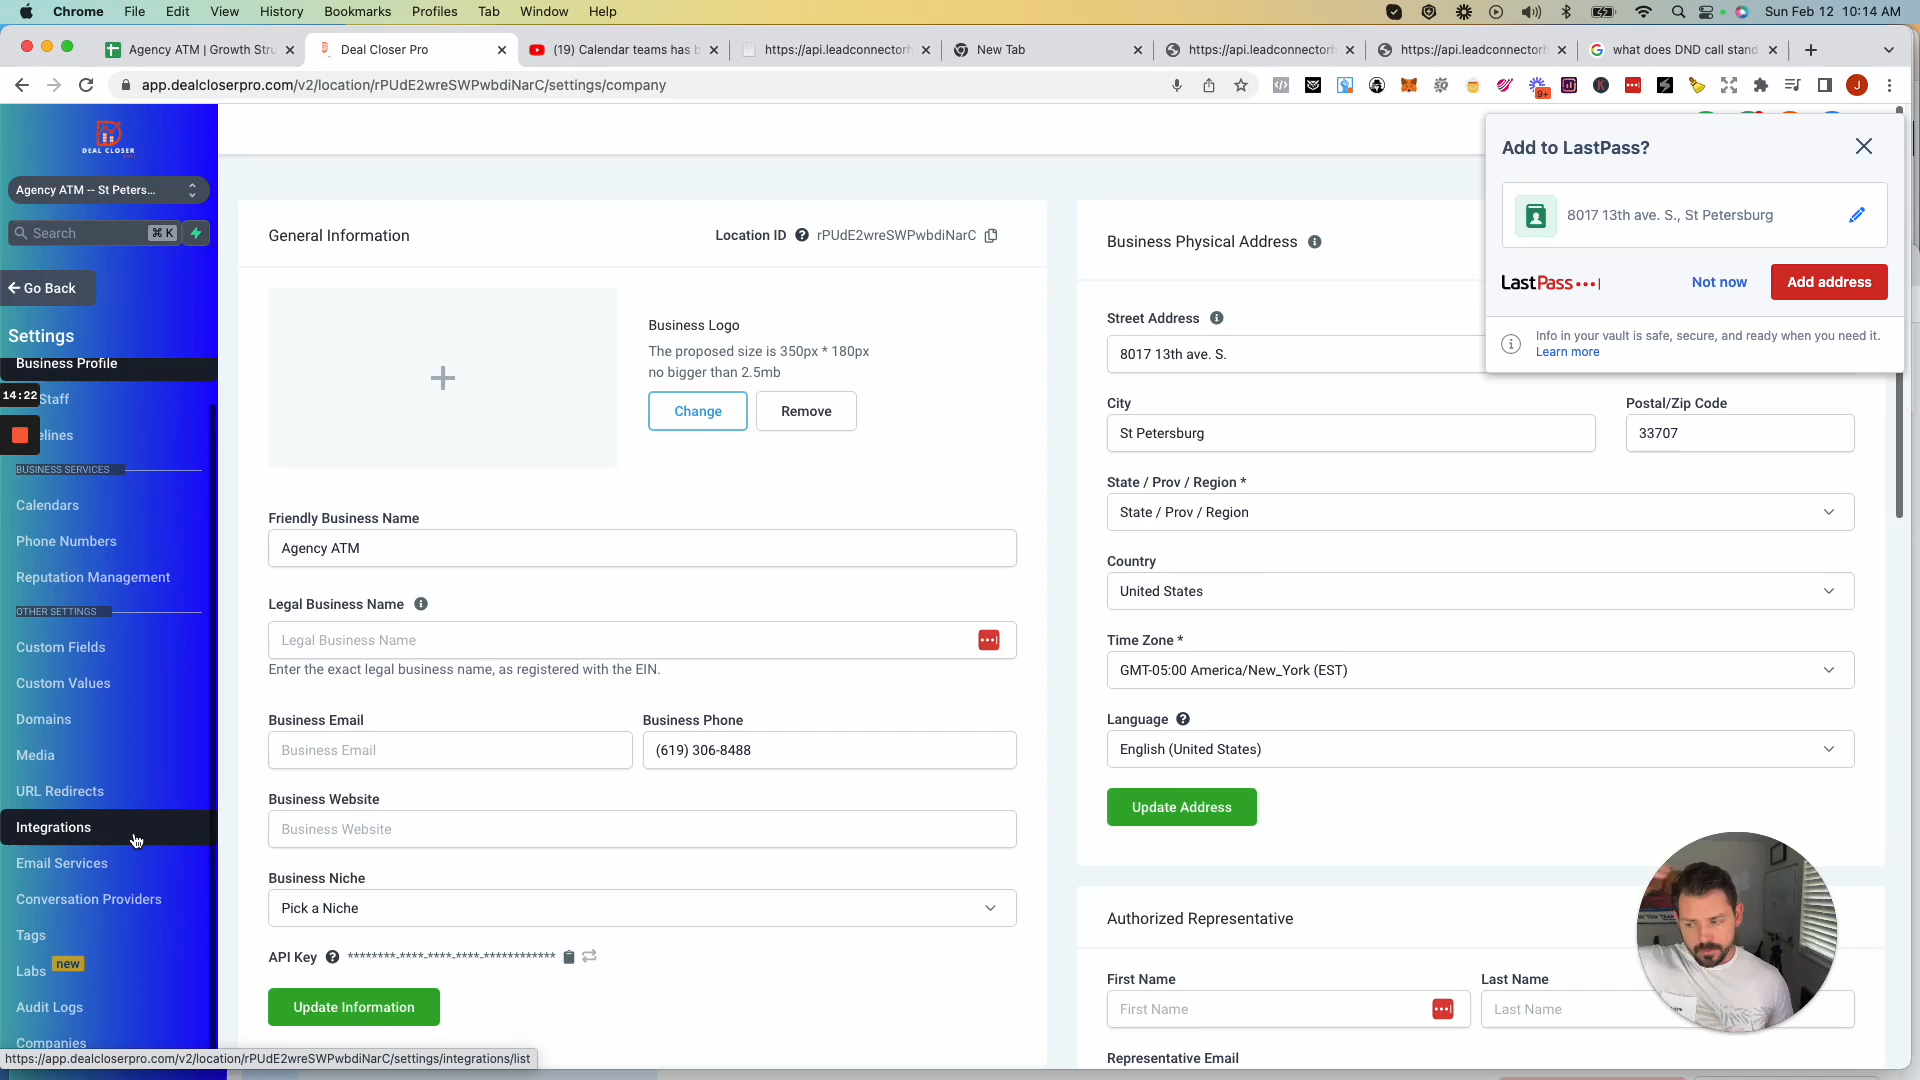 Chrome File Edit View History Bookmarks Profiles Tab Window Help
Sun Feb 12 10:14 AM
Agency ATM | Growth Stru
Deal Closer Pro
(19) Calendar teams has b
https://api.leadconnectorh
New Tab
https://api.leadconnectorh
https://api.leadconnectorh
what does DND call stand
app.dealcloserpro.com/v2/location/rPUdE2wreSWPwbdiNarC/settings/company
9+
J
DEAL CLOSER
Agency ATM -- St Peters...
Search ⌘ K
Go Back
Settings
Business Profile
14:22
Staff
elines
BUSINESS SERVICES
Calendars
Phone Numbers
Reputation Management
OTHER SETTINGS
Custom Fields
Custom Values
Domains
Media
URL Redirects
Integrations
Email Services
Conversation Providers
Tags
Labs new
Audit Logs
Companies
https://app.dealcloserpro.com/v2/location/rPUdE2wreSWPwbdiNarC/settings/integrations/list
General Information
Location ID rPUdE2wreSWPwbdiNarC
Business Logo
The proposed size is 350px * 180px
no bigger than 2.5mb
Change Remove
Friendly Business Name
Agency ATM
Legal Business Name
Legal Business Name
Enter the exact legal business name, as registered with the EIN.
Business Email Business Phone
Business Email (619) 306-8488
Business Website
Business Website
Business Niche
Pick a Niche
API Key ********-****-****-****-************
Update Information
Business Physical Address
Street Address
8017 13th ave. S.
City Postal/Zip Code
St Petersburg 33707
State / Prov / Region *
State / Prov / Region
Country
United States
Time Zone *
GMT-05:00 America/New_York (EST)
Language
English (United States)
Update Address
Authorized Representative
First Name Last Name
First Name Last Name
Representative Email
Add to LastPass?
8017 13th ave. S., St Petersburg
LastPass Not now Add address
Info in your vault is safe, secure, and ready when you need it.
Learn more